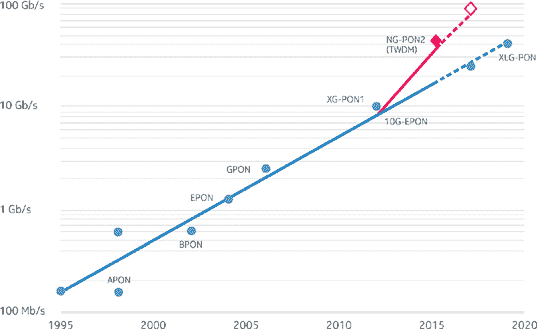 100 Gb/s
NG-PON2
(TWDM)
XLG-PON
XG-PON1
10 Gb/s
10G-EPON
GPON
EPON
1 Gb/s
BPON
APON
100 Mb/s
1995 2000 2005 2010 2015 2020